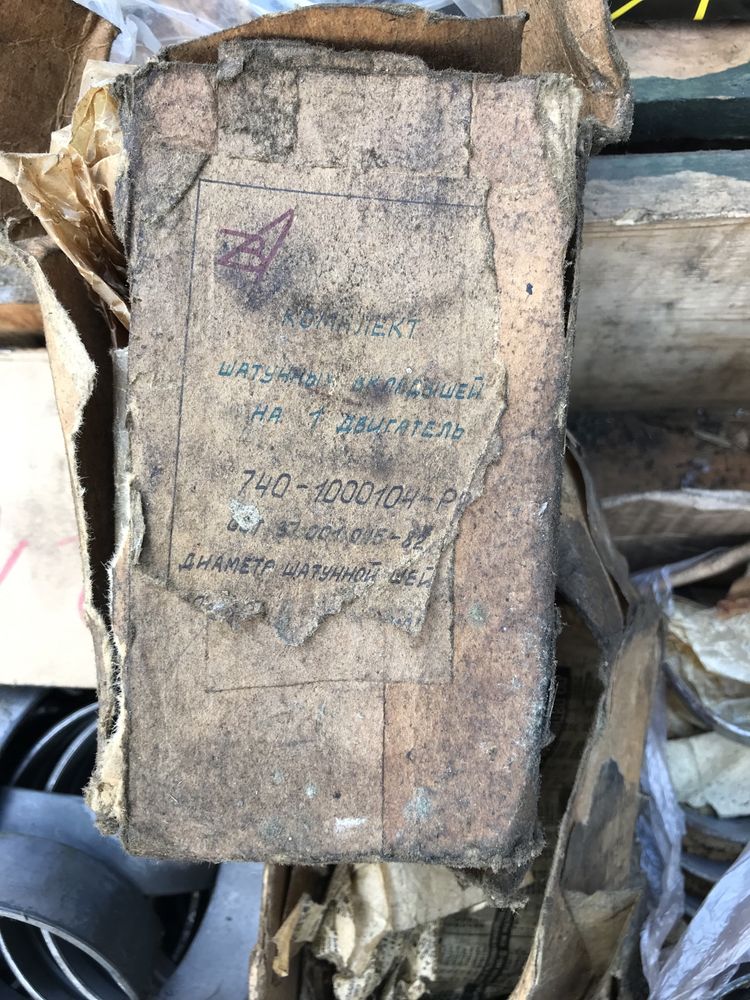 КОМПЛЕКТ
ШАТУННЫХ ВКЛАДЫШЕЙ
НА 1 ДВИГАТЕЛЬ
740-1000104-Р
ДИАМЕТР ШАТУННОЙ ШЕЙ